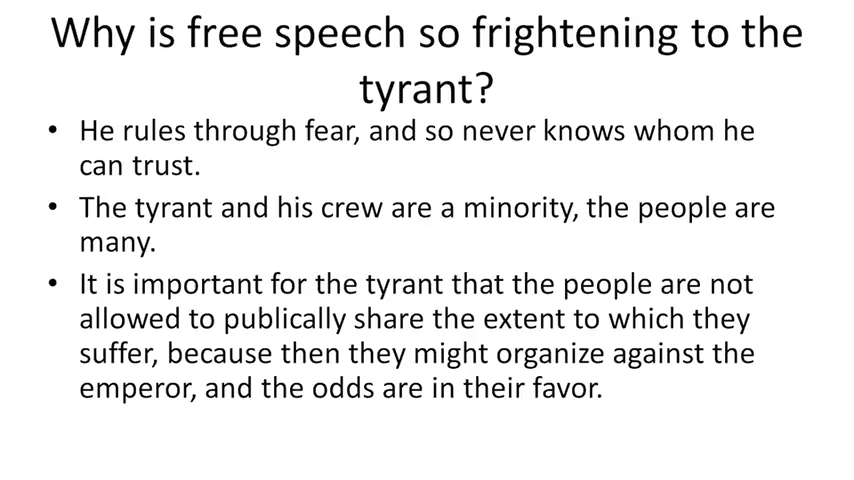 Why is free speech so frightening to the
tyrant?
• He rules through fear, and so never knows whom he
can trust.
• The tyrant and his crew are a minority, the people are
many.
• It is important for the tyrant that the people are not
allowed to publically share the extent to which they
suffer, because then they might organize against the
emperor, and the odds are in their favor.